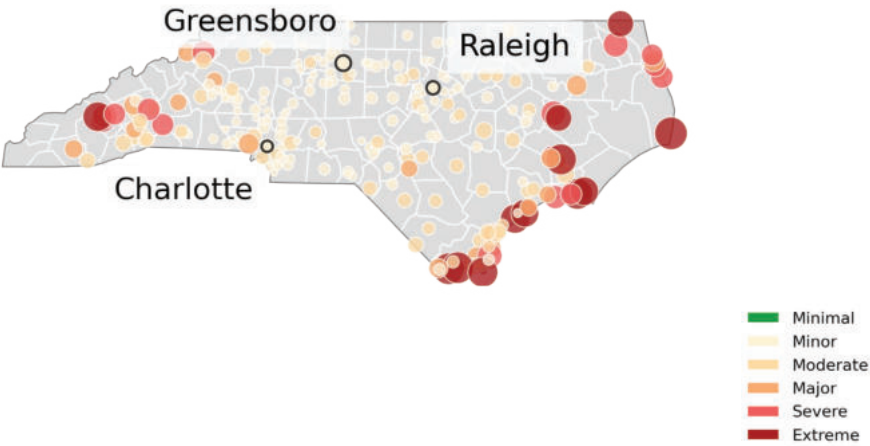 Greensboro
Raleigh
Charlotte
Minimal
Minor
Moderate
Major
Severe
Extreme